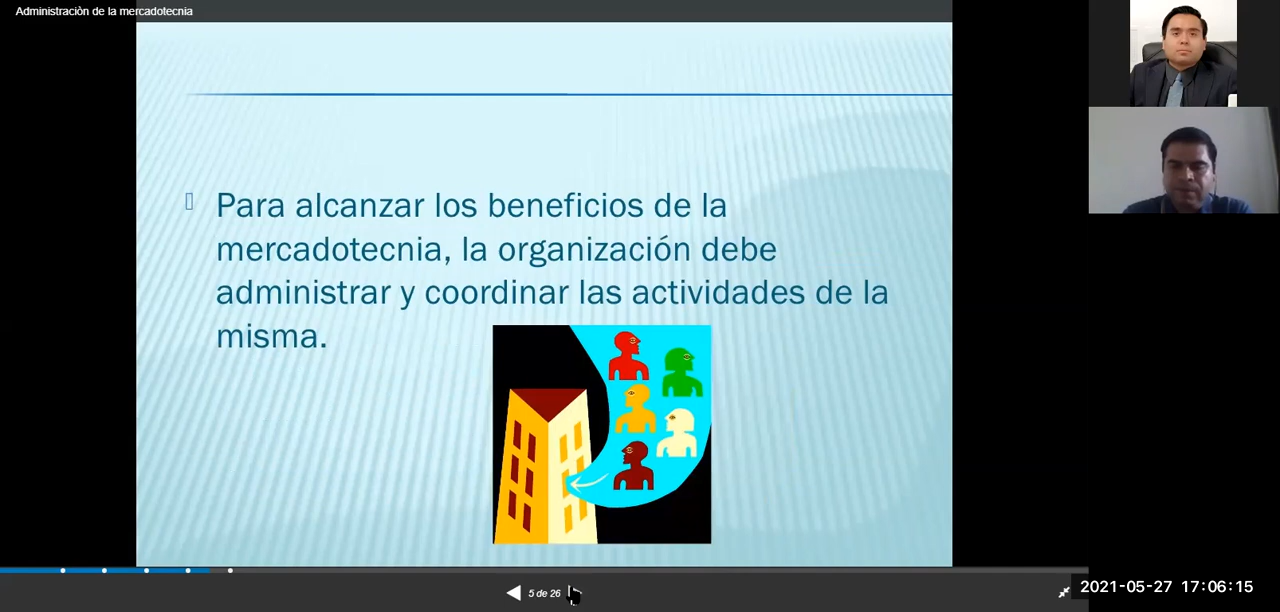 Administraciòn de la mercadotecnia
Para alcanzar los beneficios de la
mercadotecnia, la organización debe
administrar y coordinar las actividades de la
misma.
5 de 26
2021-05-27 17:06:15